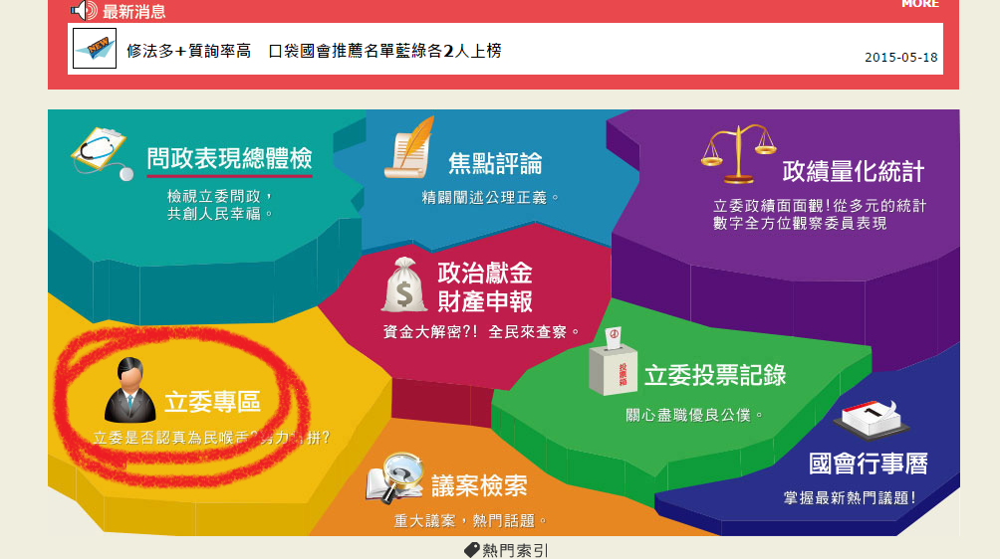 最新消息
MORE
NEW
修法多+質詢率高 口袋國會推薦名單藍綠各2人上榜
2015-05-18
問政表現總體檢
檢視立委問政,
共創人民幸福。
焦點評論
精闢闡述公理正義。
政績量化統計
立委政績面面觀!從多元的統計
數字全方位觀察委員表現
政治獻金
財產申報
$
資金大解密?! 全民來查察。
立委專區
立委是否認真為民喉舌?努力打拼?
投票箱
立委投票記錄
關心盡職優良公僕。
1
國會行事曆
掌握最新熱門議題!
議案檢索
重大議案,熱門話題。
熱門索引